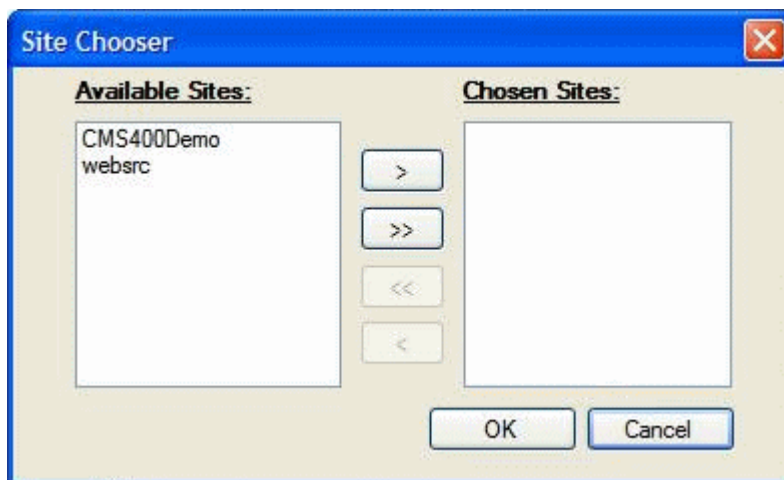 Site Chooser
Available Sites:
Chosen Sites:
CMS400Demo
websrc
>
>>
<<
<
OK
Cancel